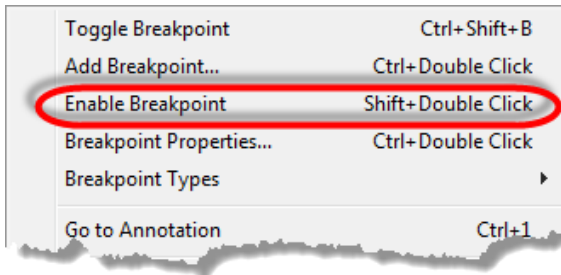 Toggle Breakpoint Ctrl+Shift+B
Add Breakpoint... Ctrl+Double Click
Enable Breakpoint Shift+Double Click
Breakpoint Properties... Ctrl+Double Click
Breakpoint Types
Go to Annotation Ctrl+1